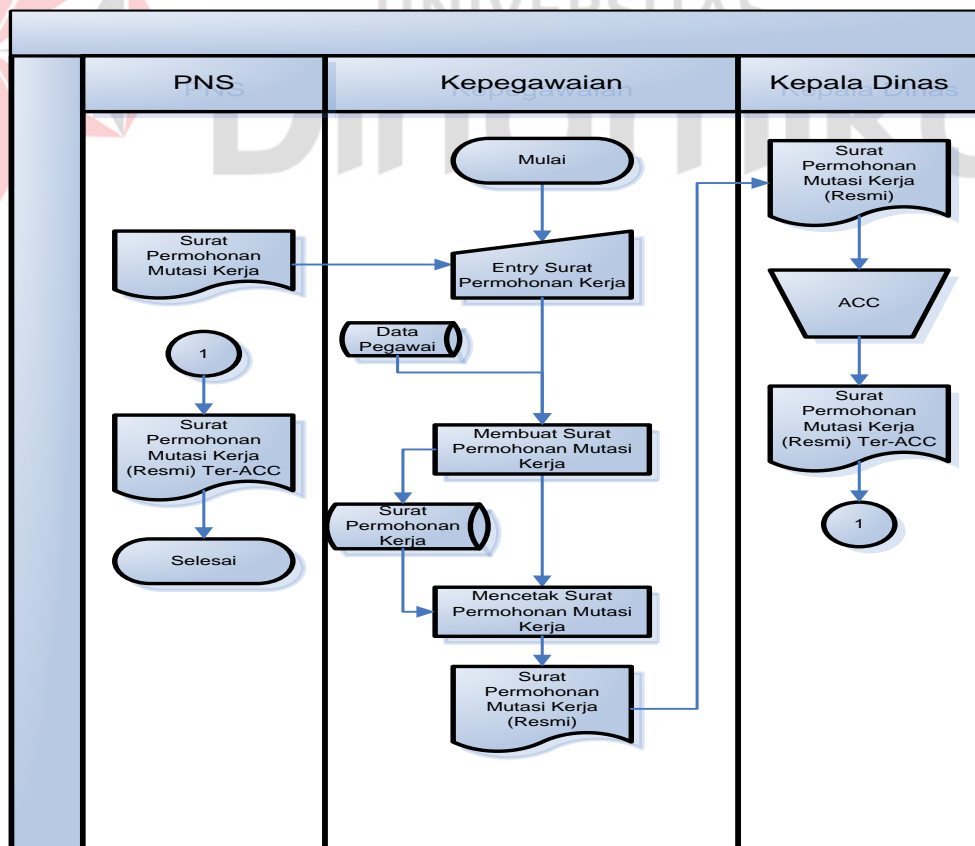 UNIVERSITAS
Dinamika
PNS
Kepegawaian
Kepala Dinas
Mulai
Surat
Permohonan
Mutasi Kerja
Entry Surat
Permohonan Kerja
Data
Pegawai
1
Surat
Permohonan
Mutasi Kerja
(Resmi) Ter-ACC
Selesai
Membuat Surat
Permohonan Mutasi
Kerja
Surat
Permohonan
Kerja
Mencetak Surat
Permohonan Mutasi
Kerja
Surat
Permohonan
Mutasi Kerja
(Resmi)
Surat
Permohonan
Mutasi Kerja
(Resmi)
ACC
Surat
Permohonan
Mutasi Kerja
(Resmi) Ter-ACC
1